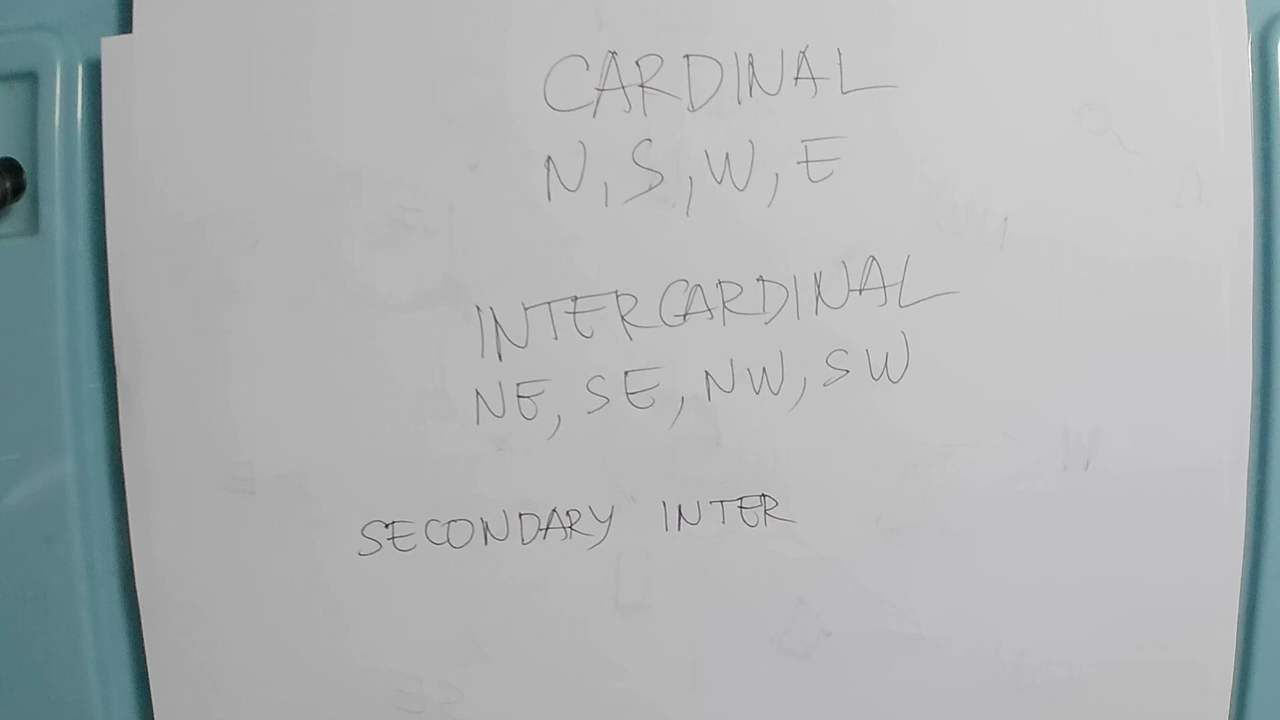 CARDINAL
N, S, W, E
INTERCARDINAL
NE, SE, NW, SW
SECONDARY INTER